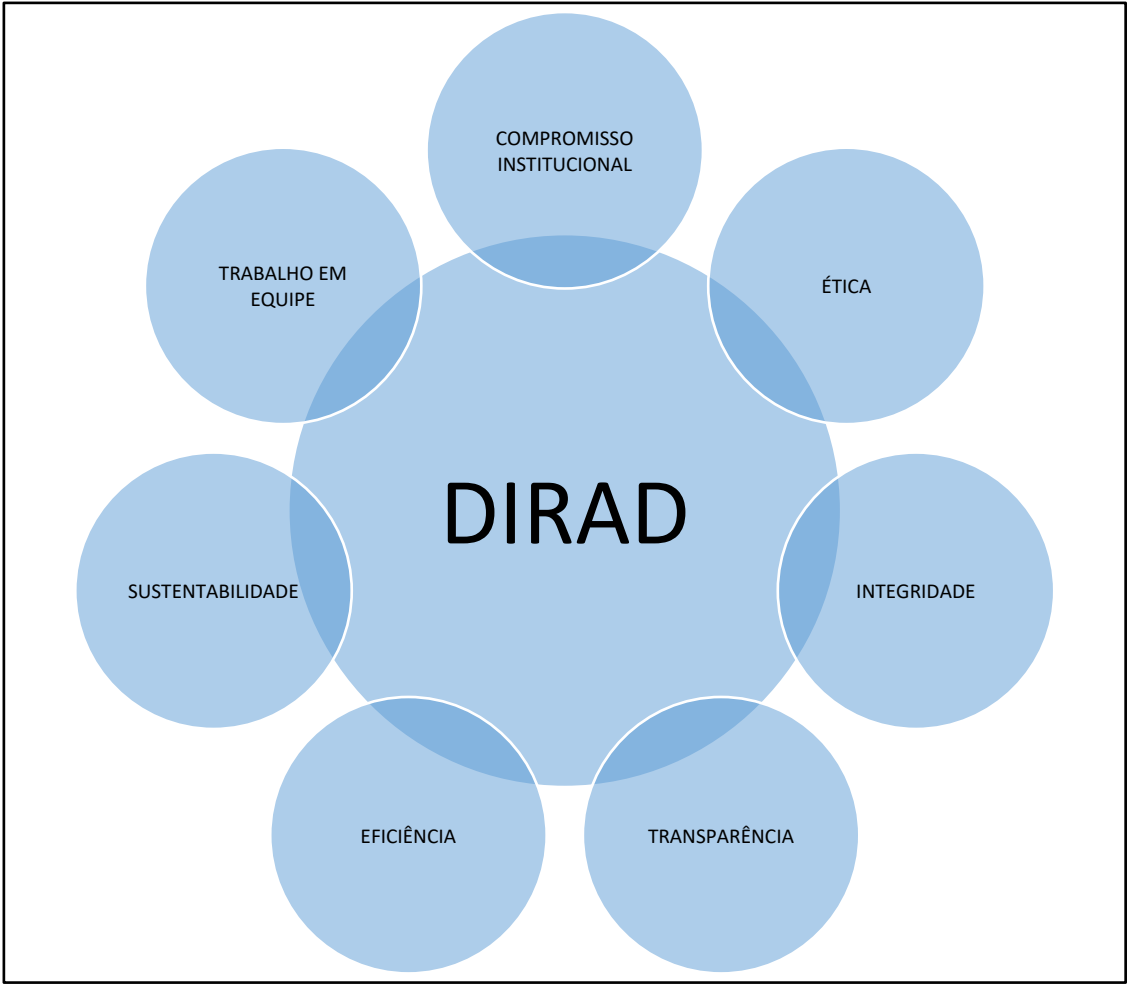 COMPROMISSO
INSTITUCIONAL
TRABALHO EM
EQUIPE
ÉTICA
DIRAD
SUSTENTABILIDADE
INTEGRIDADE
EFICIÊNCIA
TRANSPARÊNCIA